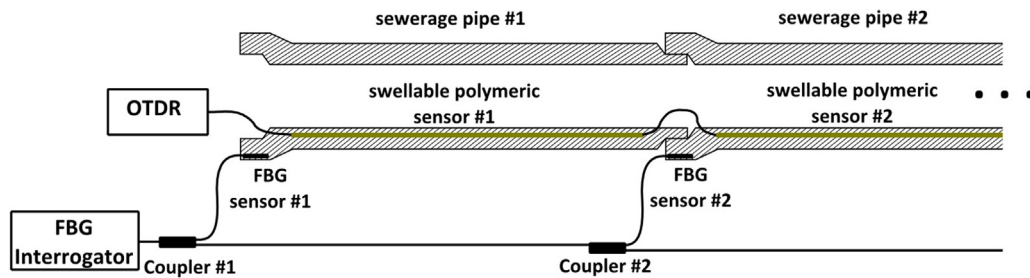 sewerage pipe #1
sewerage pipe #2
OTDR
swellable polymeric
sensor #1
swellable polymeric
sensor #2
FBG
sensor #1
FBG
sensor #2
FBG
Interrogator
Coupler #1
Coupler #2